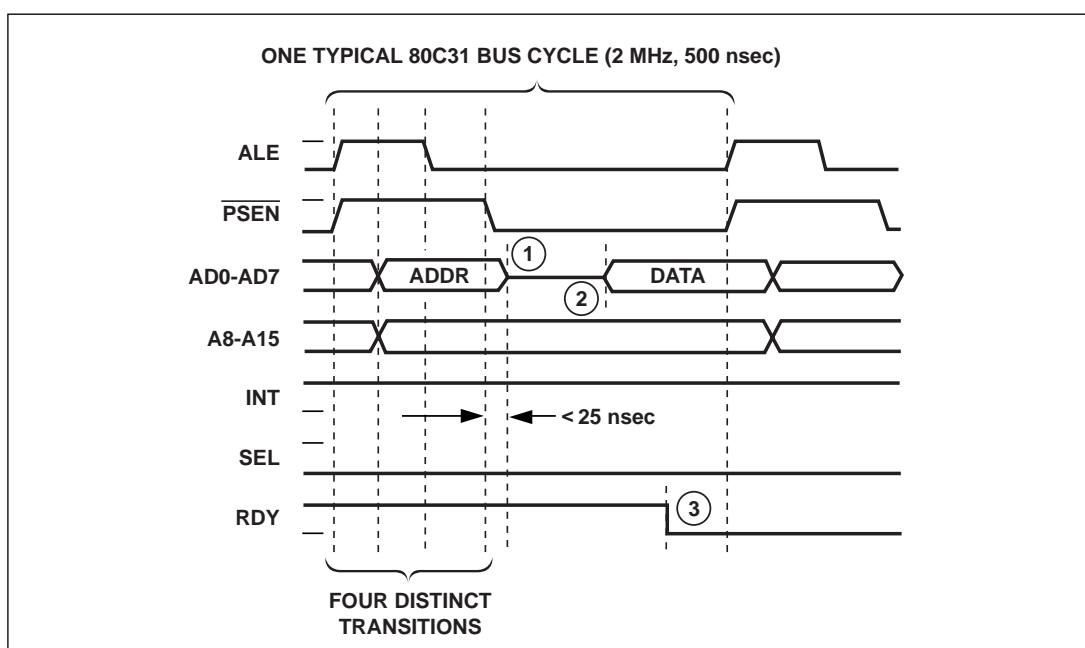 ONE TYPICAL 80C31 BUS CYCLE (2 MHz, 500 nsec)
ALE
PSEN
AD0-AD7
ADDR
1
2
DATA
A8-A15
INT
< 25 nsec
SEL
RDY
3
FOUR DISTINCT
TRANSITIONS